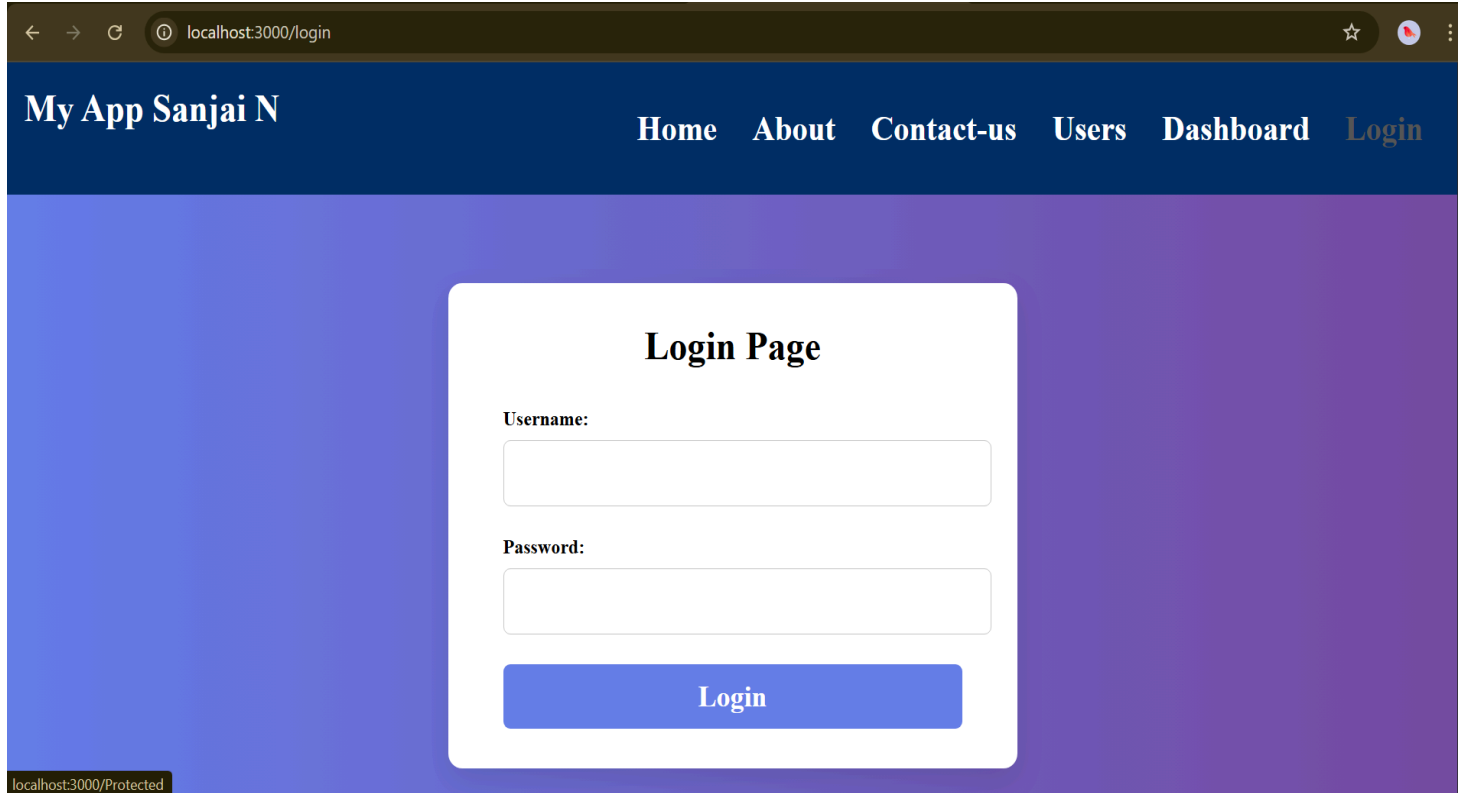 localhost:3000/login
My App Sanjai N
Home About Contact-us Users Dashboard Login
Login Page
Username:
Password:
Login
localhost:3000/Protected